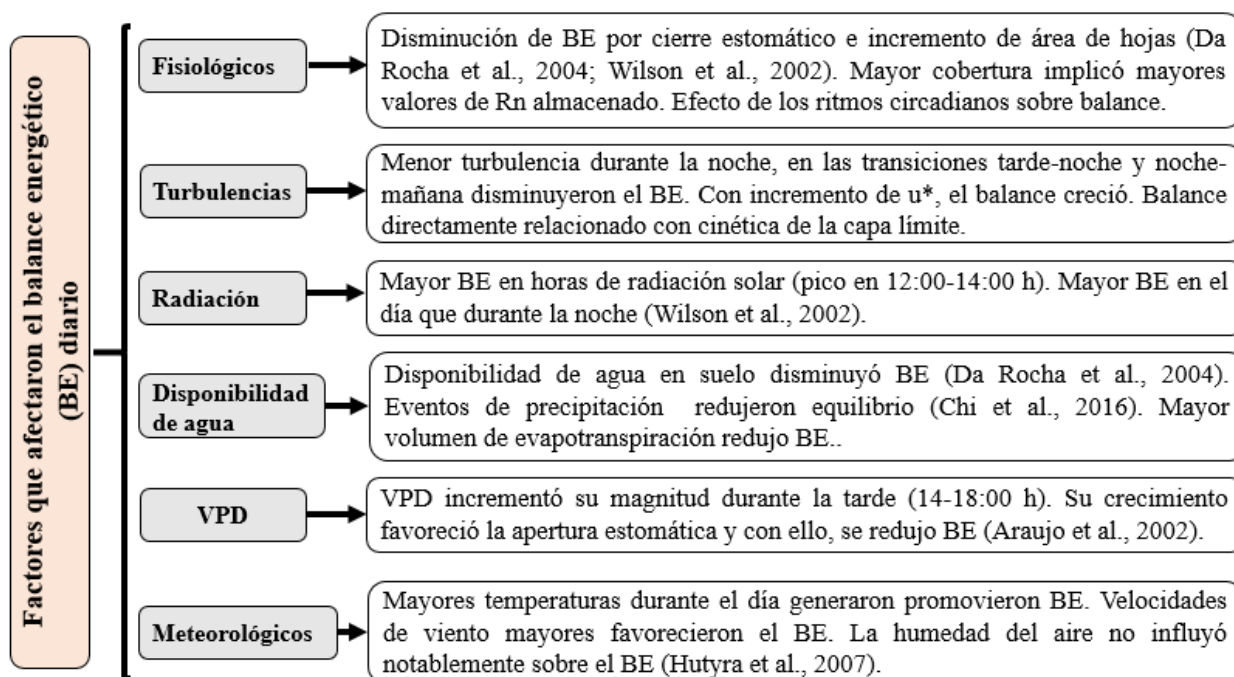 Factores que afectaron el balance energético
(BE) diario
Fisiológicos
Disminución de BE por cierre estomático e incremento de área de hojas (Da
Rocha et al., 2004; Wilson et al., 2002). Mayor cobertura implicó mayores
valores de Rn almacenado. Efecto de los ritmos circadianos sobre balance.
Turbulencias
Menor turbulencia durante la noche, en las transiciones tarde-noche y noche-
mañana disminuyeron el BE. Con incremento de u*, el balance creció. Balance
directamente relacionado con cinética de la capa límite.
Radiación
Mayor BE en horas de radiación solar (pico en 12:00-14:00 h). Mayor BE en el
día que durante la noche (Wilson et al., 2002).
Disponibilidad
de agua
Disponibilidad de agua en suelo disminuyó BE (Da Rocha et al., 2004).
Eventos de precipitación redujeron equilibrio (Chi et al., 2016). Mayor
volumen de evapotranspiración redujo BE..
VPD
VPD incrementó su magnitud durante la tarde (14-18:00 h). Su crecimiento
favoreció la apertura estomática y con ello, se redujo BE (Araujo et al., 2002).
Meteorológicos
Mayores temperaturas durante el día generaron promovieron BE. Velocidades
de viento mayores favorecieron el BE. La humedad del aire no influyó
notablemente sobre el BE (Hutyra et al., 2007).